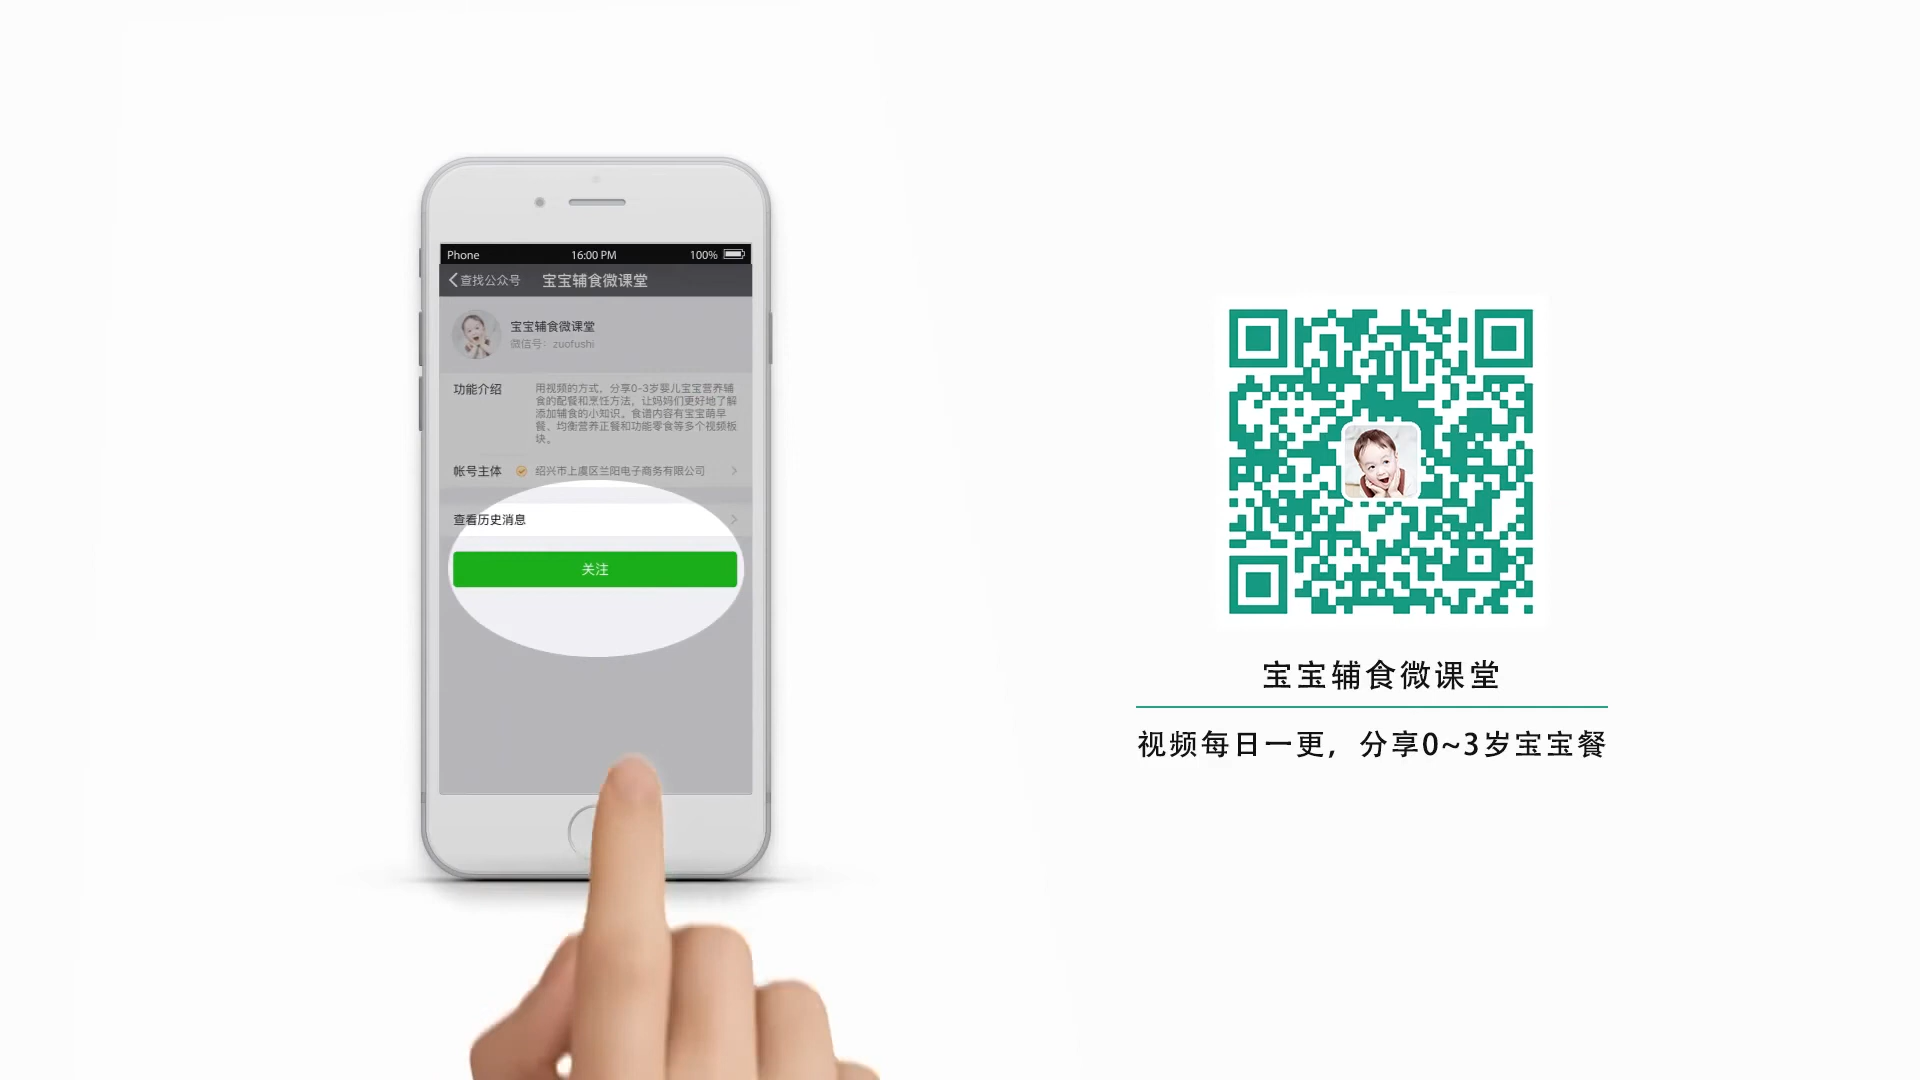 Phone 16:00 PM 100%
查找公众号 宝宝辅食微课堂
宝宝辅食微课堂
微信号：zuofushi
功能介绍 用视频的方式，分享0-3岁婴儿宝宝营养辅
食的配餐和烹饪方法，让妈妈们更好地了解
添加辅食的小知识。食谱内容有宝宝萌早
餐、均衡营养正餐和功能零食等多个视频板
块。
帐号主体 绍兴市上虞区兰阳电子商务有限公司
查看历史消息
关注
宝宝辅食微课堂
视频每日一更，分享0~3岁宝宝餐